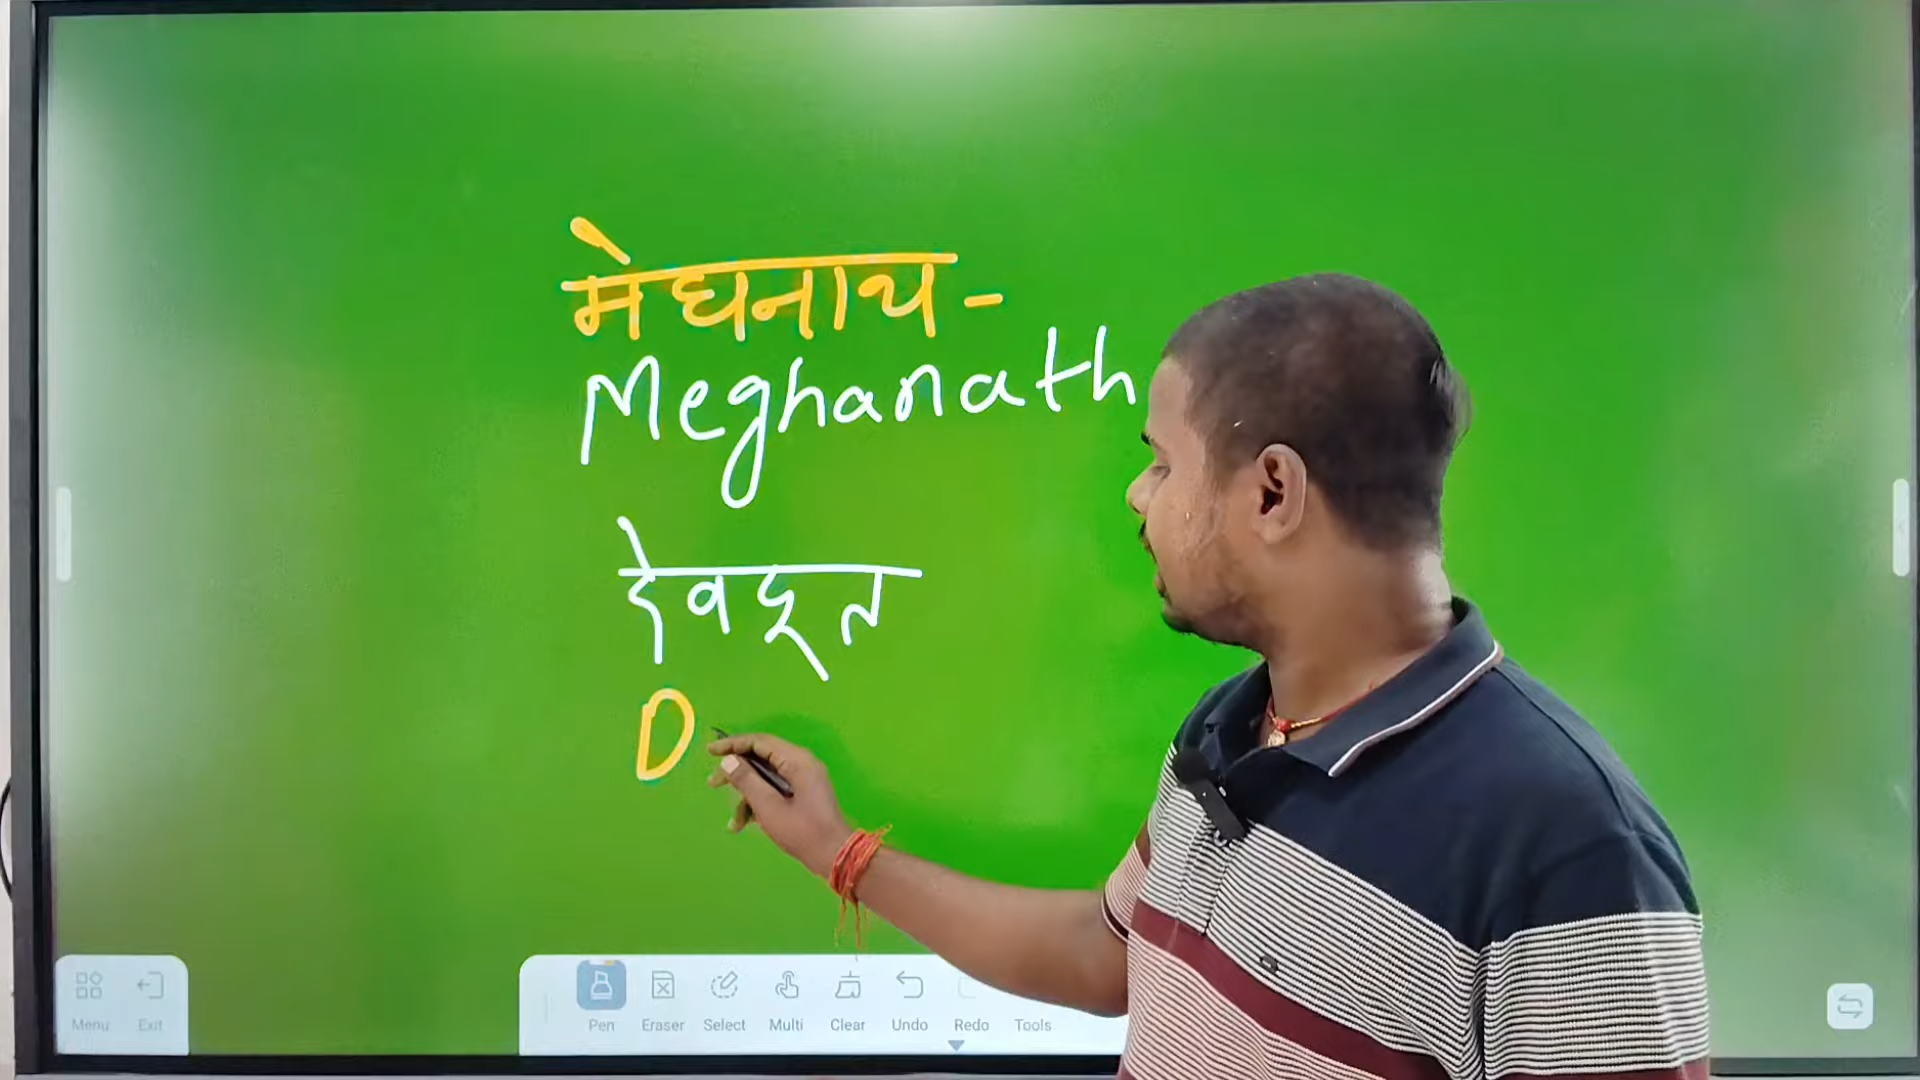 मेघनाथ -
Meghanath
देवदूत
D
Menu Exit Pen Eraser Select Multi Clear Undo Redo Tools